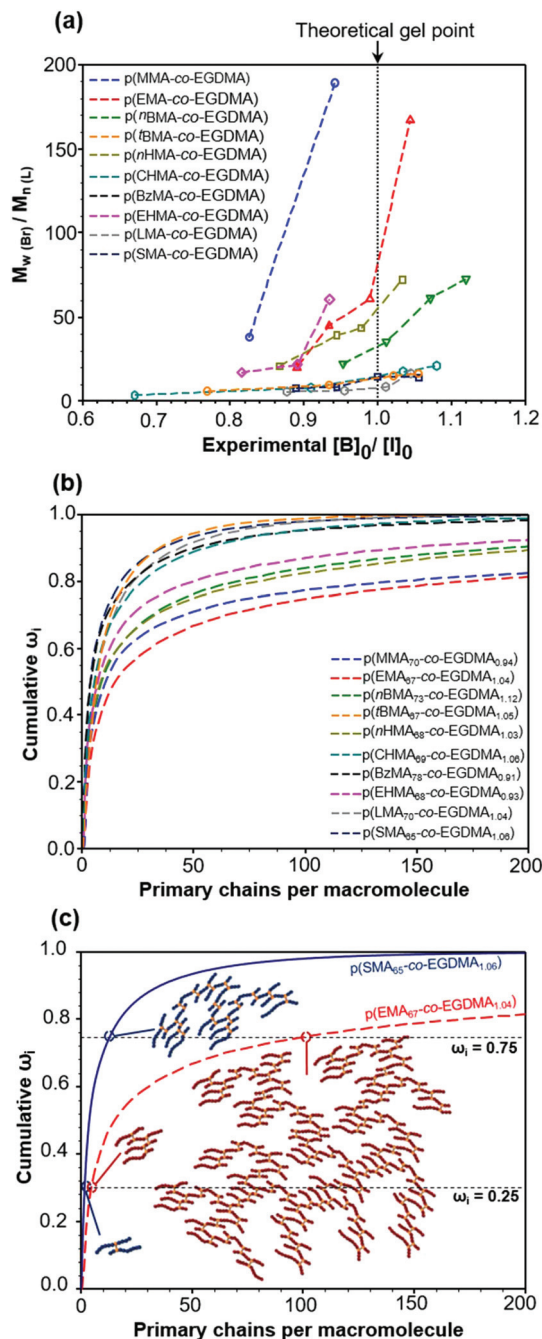 (a)
Theoretical gel point
200
150
100
50
0
M_w (Br) / M_n (L)
p(MMA-co-EGDMA)
p(EMA-co-EGDMA)
p(ⁿBMA-co-EGDMA)
p(ᵗBMA-co-EGDMA)
p(nHMA-co-EGDMA)
p(CHMA-co-EGDMA)
p(BzMA-co-EGDMA)
p(EHMA-co-EGDMA)
p(LMA-co-EGDMA)
p(SMA-co-EGDMA)
0.6 0.7 0.8 0.9 1.0 1.1 1.2
Experimental [B]₀/ [I]₀
(b)
1.0
0.8
0.6
0.4
0.2
0.0
Cumulative ω_i
p(MMA₇₀-co-EGDMA₀.₉₄)
p(EMA₆₇-co-EGDMA₁.₀₄)
p(nBMA₇₃-co-EGDMA₁.₁₂)
p(tBMA₆₇-co-EGDMA₁.₀₅)
p(nHMA₆₈-co-EGDMA₁.₀₃)
p(CHMA₆₉-co-EGDMA₁.₀₆)
p(BzMA₇₈-co-EGDMA₀.₉₁)
p(EHMA₆₈-co-EGDMA₀.₉₃)
p(LMA₇₀-co-EGDMA₁.₀₄)
p(SMA₆₅-co-EGDMA₁.₀₆)
0 50 100 150 200
Primary chains per macromolecule
(c)
1.0
0.8
0.6
0.4
0.2
0.0
Cumulative ω_i
p(SMA₆₅-co-EGDMA₁.₀₆)
p(EMA₆₇-co-EGDMA₁.₀₄)
ω_i = 0.75
ω_i = 0.25
0 50 100 150 200
Primary chains per macromolecule